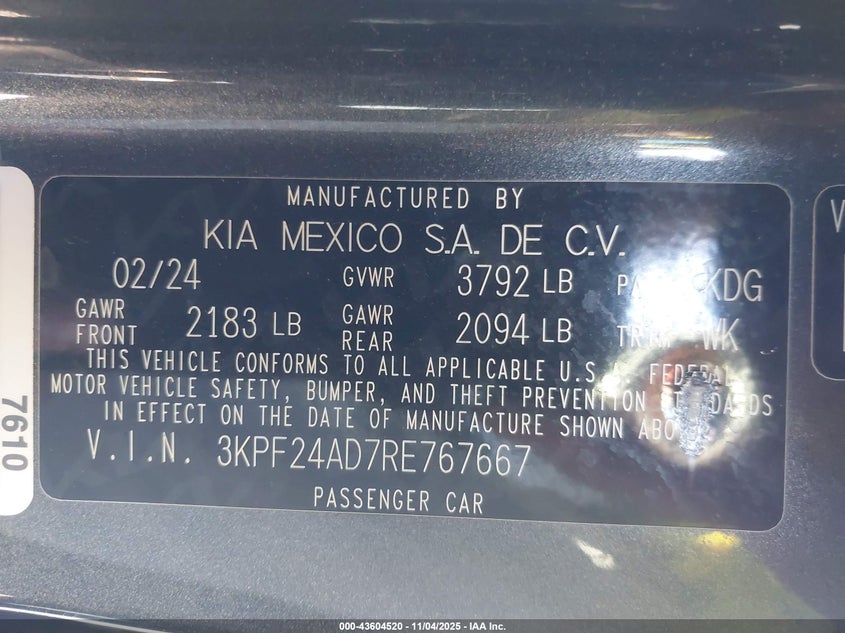 MANUFACTURED BY
KIA MEXICO S.A. DE C.V.
02/24 GVWR 3792 LB KDG
GAWR FRONT 2183 LB GAWR REAR 2094 LB WK
THIS VEHICLE CONFORMS TO ALL APPLICABLE U.S.A. FEDERAL
MOTOR VEHICLE SAFETY, BUMPER, AND THEFT PREVENTION
IN EFFECT ON THE DATE OF MANUFACTURE SHOWN
V.I.N. 3KPF24AD7RE767667
PASSENGER CAR
7610
V
000-43604520 - 11/04/2025 - IAA Inc.